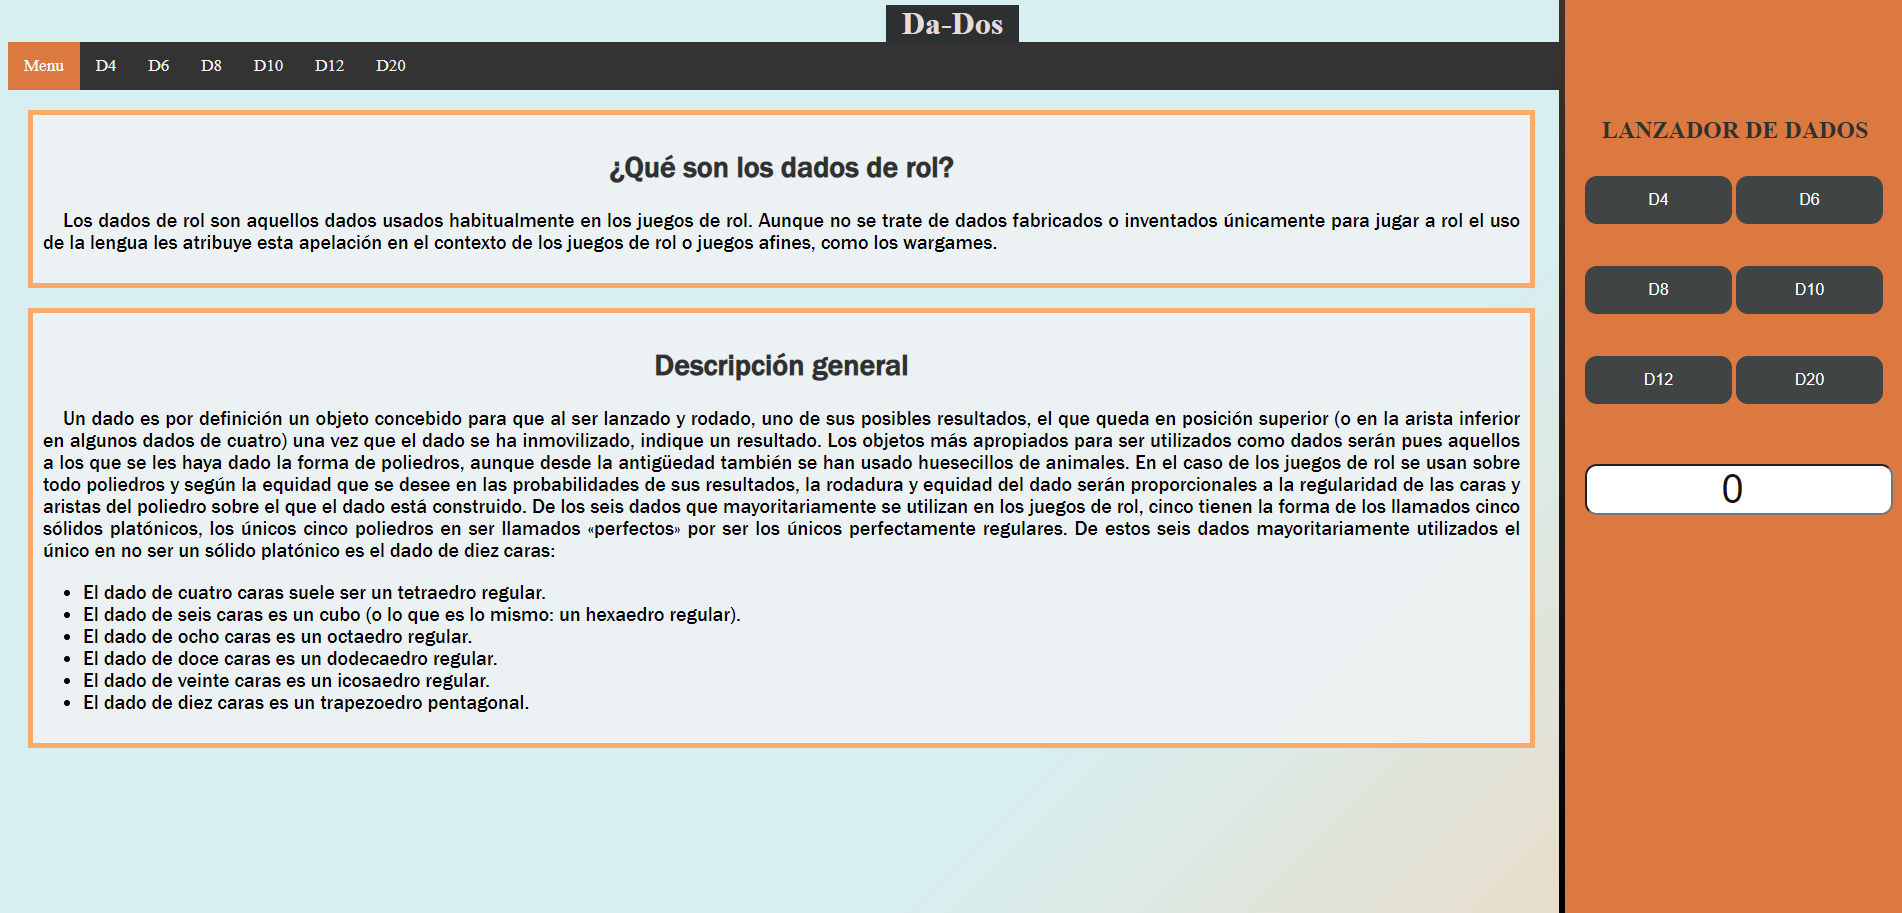 Da-Dos
Menu D4 D6 D8 D10 D12 D20
¿Qué son los dados de rol?
Los dados de rol son aquellos dados usados habitualmente en los juegos de rol. Aunque no se trate de dados fabricados o inventados únicamente para jugar a rol el uso
de la lengua les atribuye esta apelación en el contexto de los juegos de rol o juegos afines, como los wargames.
Descripción general
Un dado es por definición un objeto concebido para que al ser lanzado y rodado, uno de sus posibles resultados, el que queda en posición superior (o en la arista inferior
en algunos dados de cuatro) una vez que el dado se ha inmovilizado, indique un resultado. Los objetos más apropiados para ser utilizados como dados serán pues aquellos
a los que se les haya dado la forma de poliedros, aunque desde la antigüedad también se han usado huesecillos de animales. En el caso de los juegos de rol se usan sobre
todo poliedros y según la equidad que se desee en las probabilidades de sus resultados, la rodadura y equidad del dado serán proporcionales a la regularidad de las caras y
aristas del poliedro sobre el que el dado está construido. De los seis dados que mayoritariamente se utilizan en los juegos de rol, cinco tienen la forma de los llamados cinco
sólidos platónicos, los únicos cinco poliedros en ser llamados «perfectos» por ser los únicos perfectamente regulares. De estos seis dados mayoritariamente utilizados el
único en no ser un sólido platónico es el dado de diez caras:
• El dado de cuatro caras suele ser un tetraedro regular.
• El dado de seis caras es un cubo (o lo que es lo mismo: un hexaedro regular).
• El dado de ocho caras es un octaedro regular.
• El dado de doce caras es un dodecaedro regular.
• El dado de veinte caras es un icosaedro regular.
• El dado de diez caras es un trapezoedro pentagonal.
LANZADOR DE DADOS
D4 D6
D8 D10
D12 D20
0